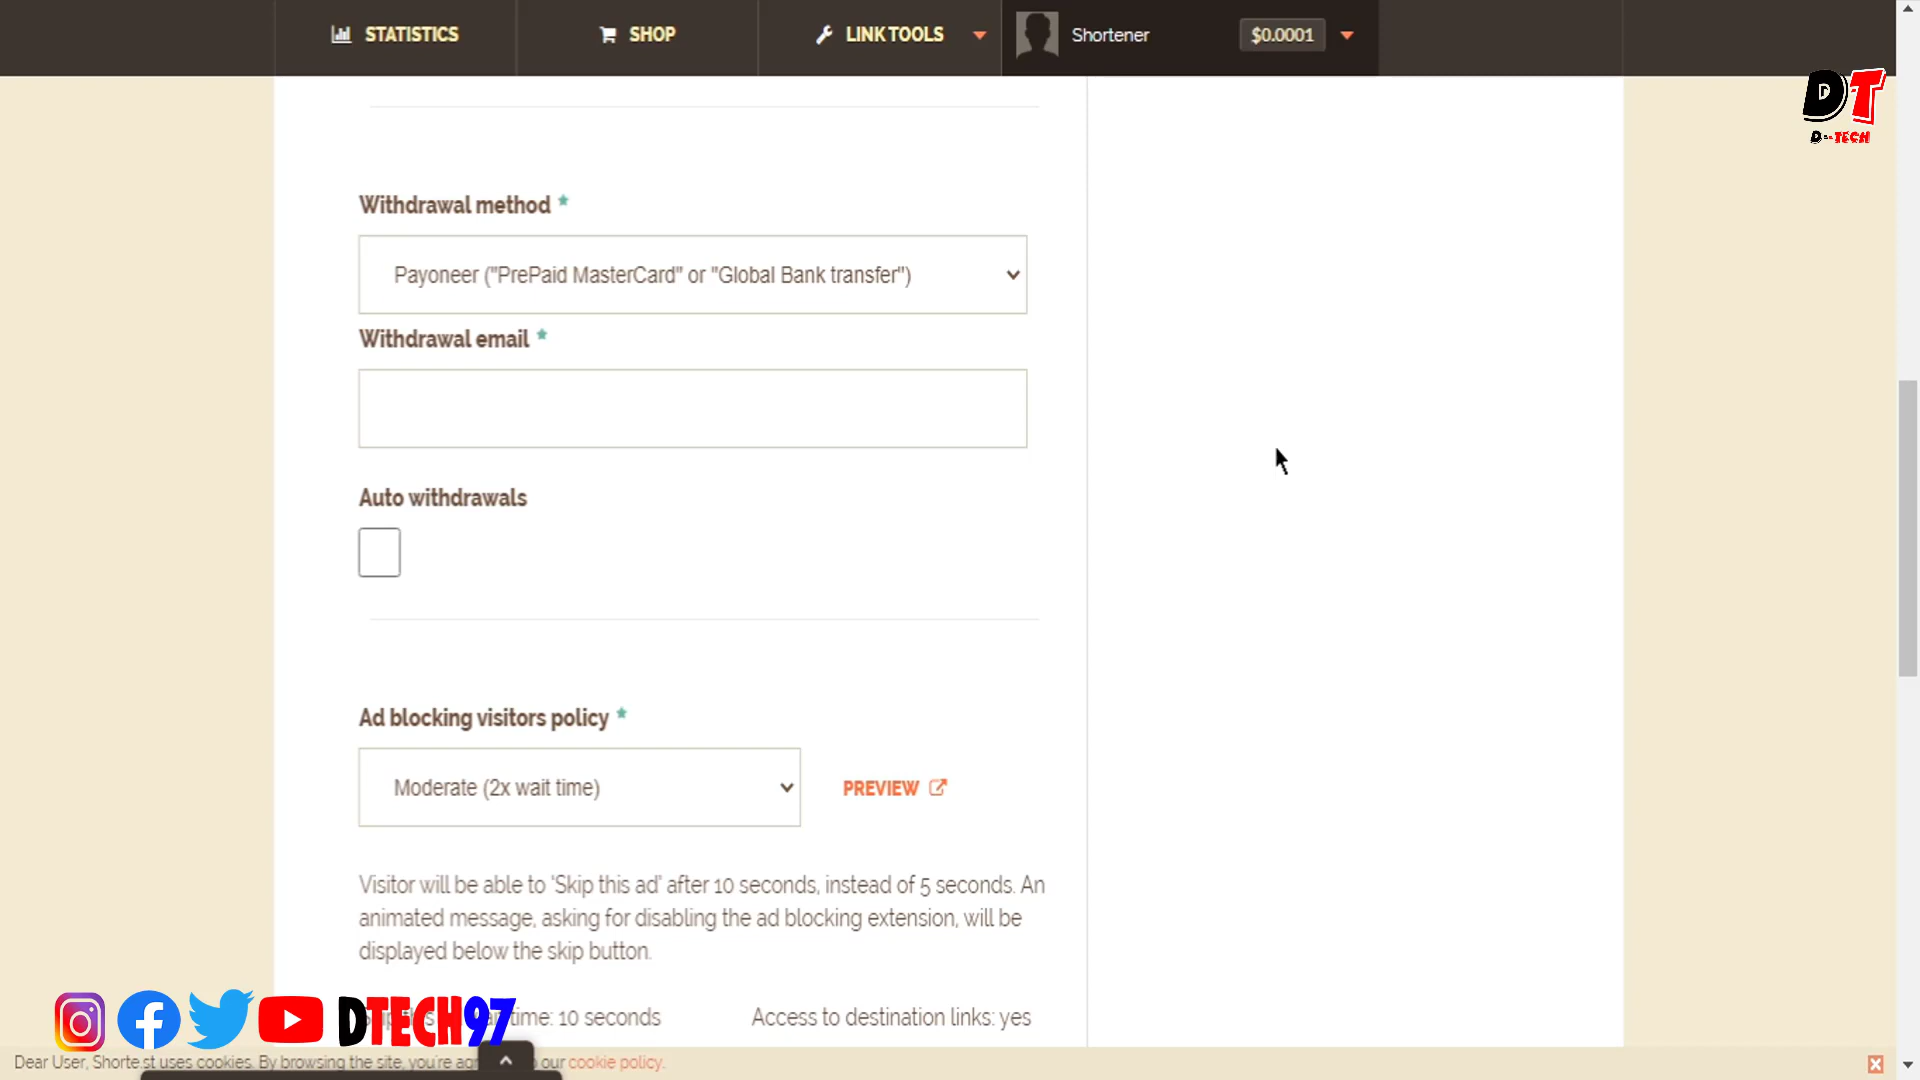 STATISTICS
SHOP
LINK TOOLS
Shortener
$0.0001
DT
D TECH
Withdrawal method *
Payoneer ("PrePaid MasterCard" or "Global Bank transfer")
Withdrawal email *
Auto withdrawals
Ad blocking visitors policy *
Moderate (2x wait time)
PREVIEW
Visitor will be able to 'Skip this ad' after 10 seconds, instead of 5 seconds. An
animated message, asking for disabling the ad blocking extension, will be
displayed below the skip button.
DTECH97
time: 10 seconds
Access to destination links: yes
Dear User, Shorte.st uses cookies. By browsing the site, you're our cookie policy.